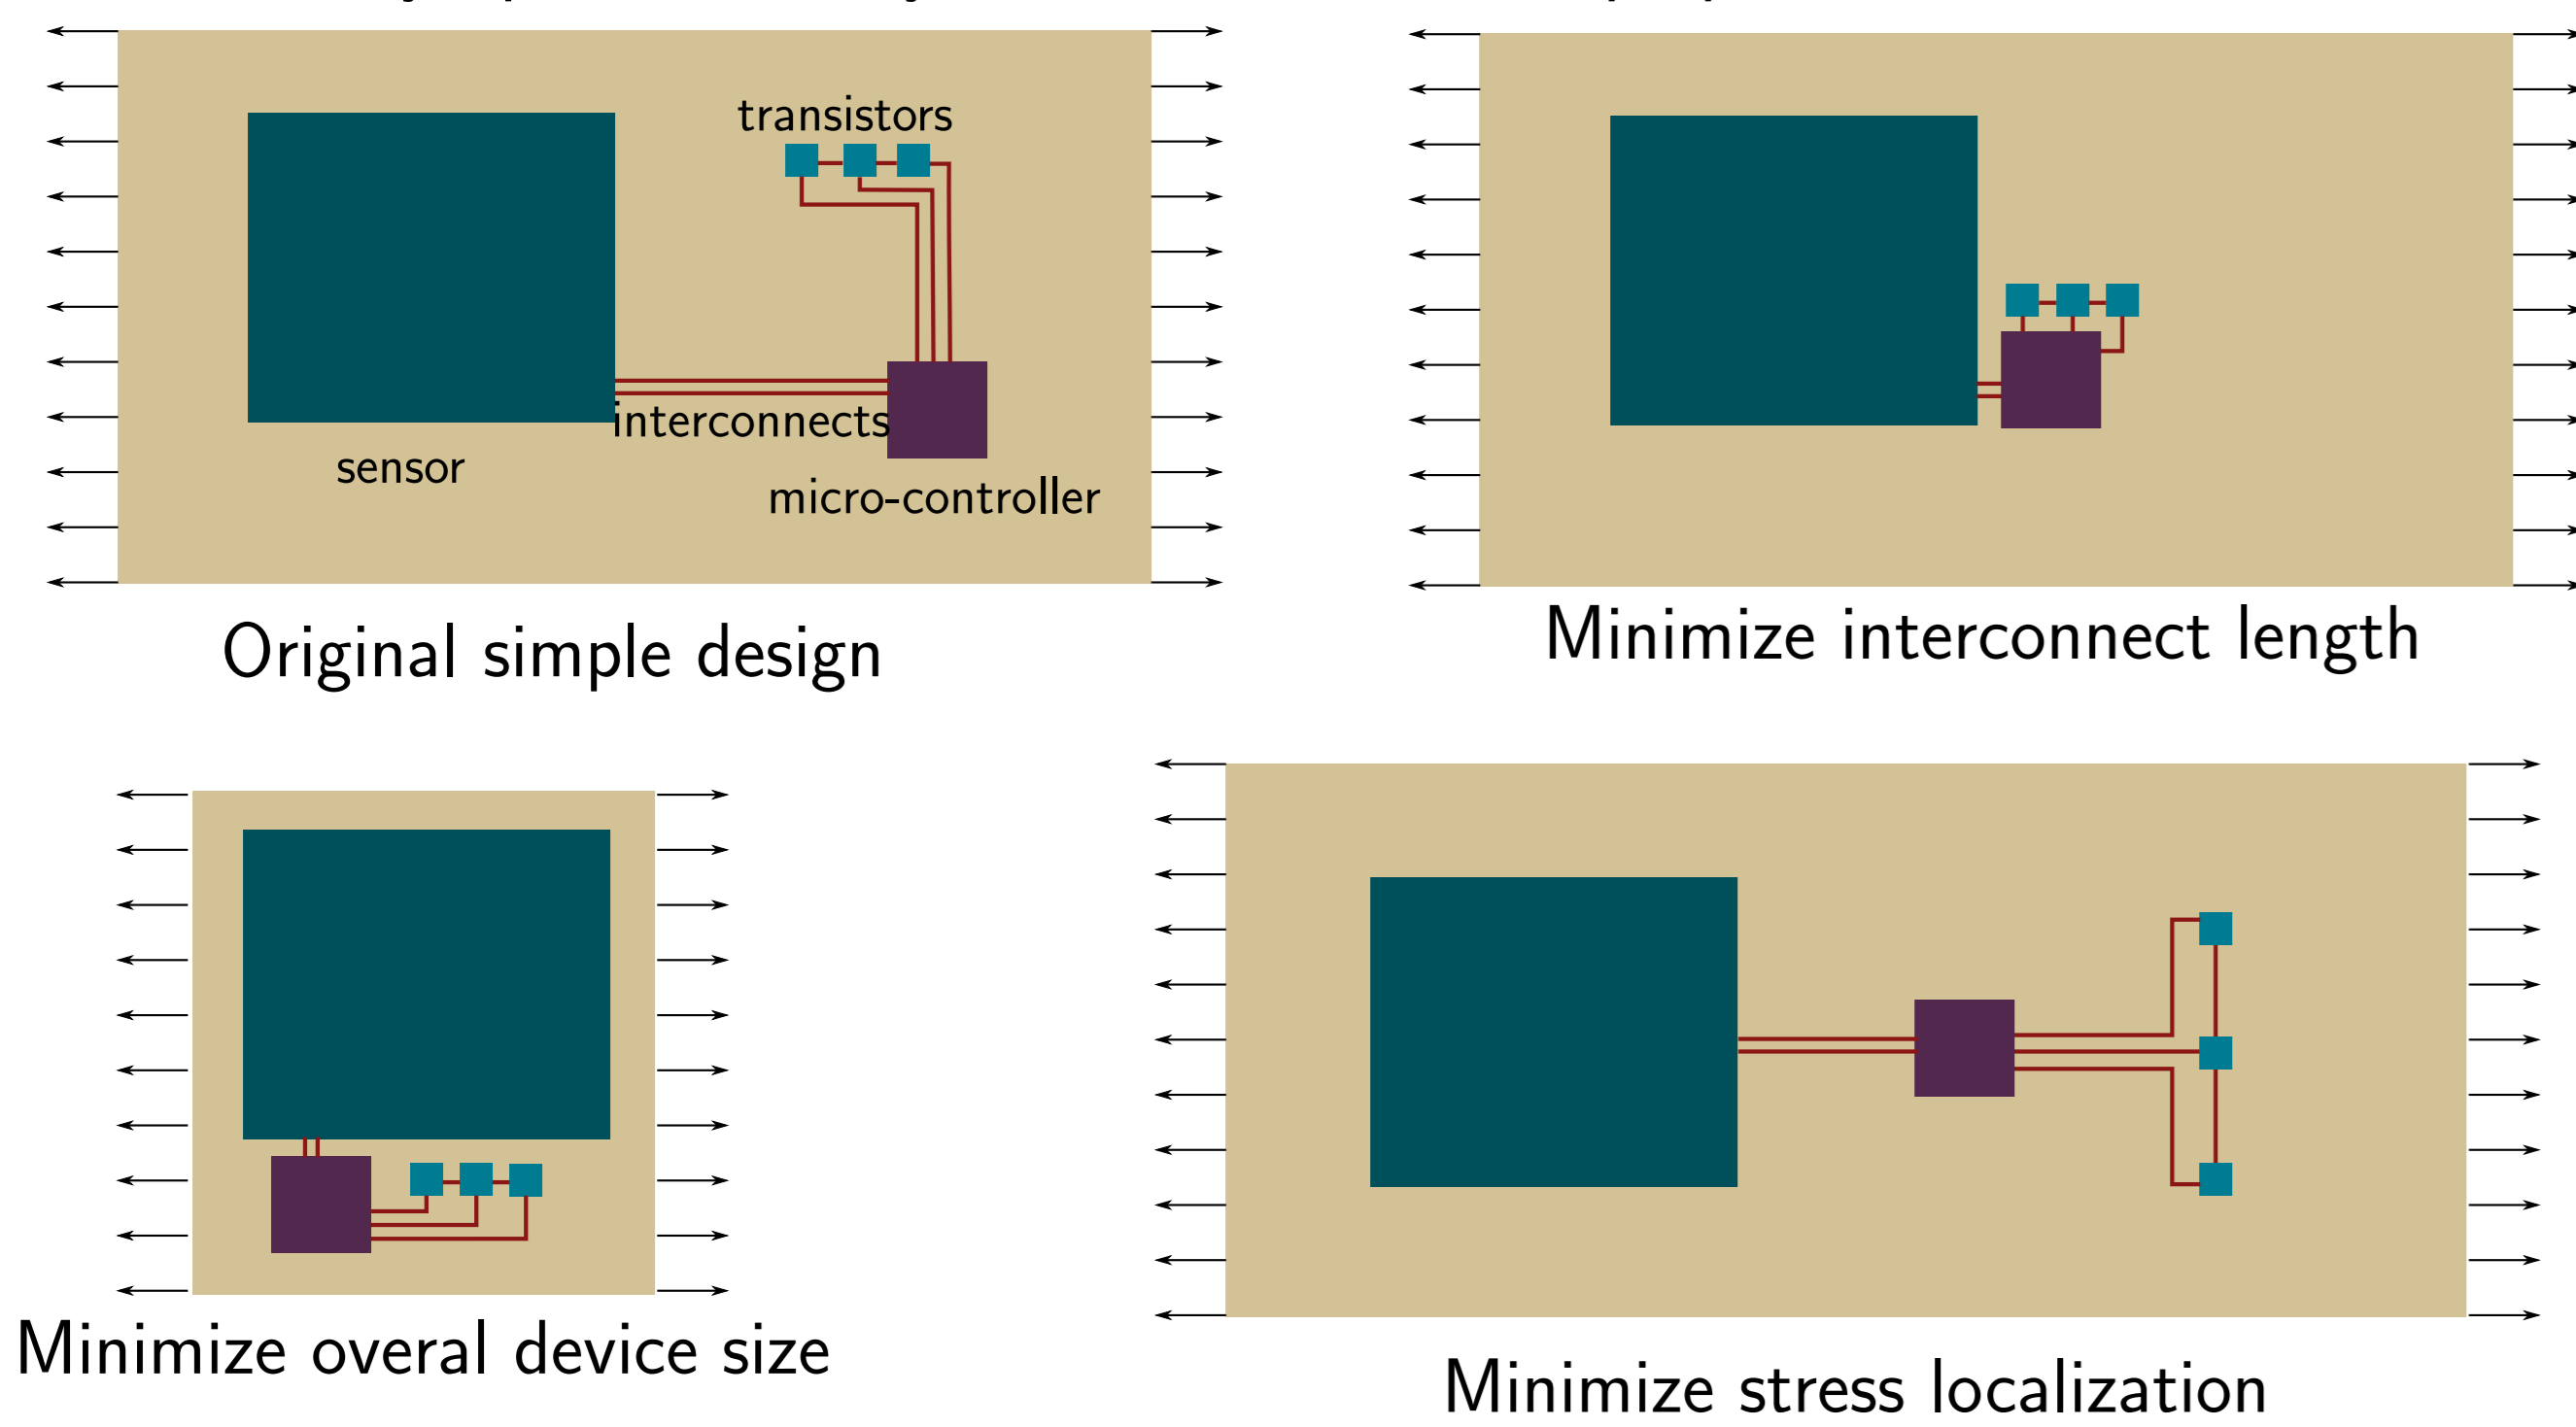 transistors
interconnects
sensor
micro-controller
Original simple design
Minimize interconnect length
Minimize overal device size
Minimize stress localization